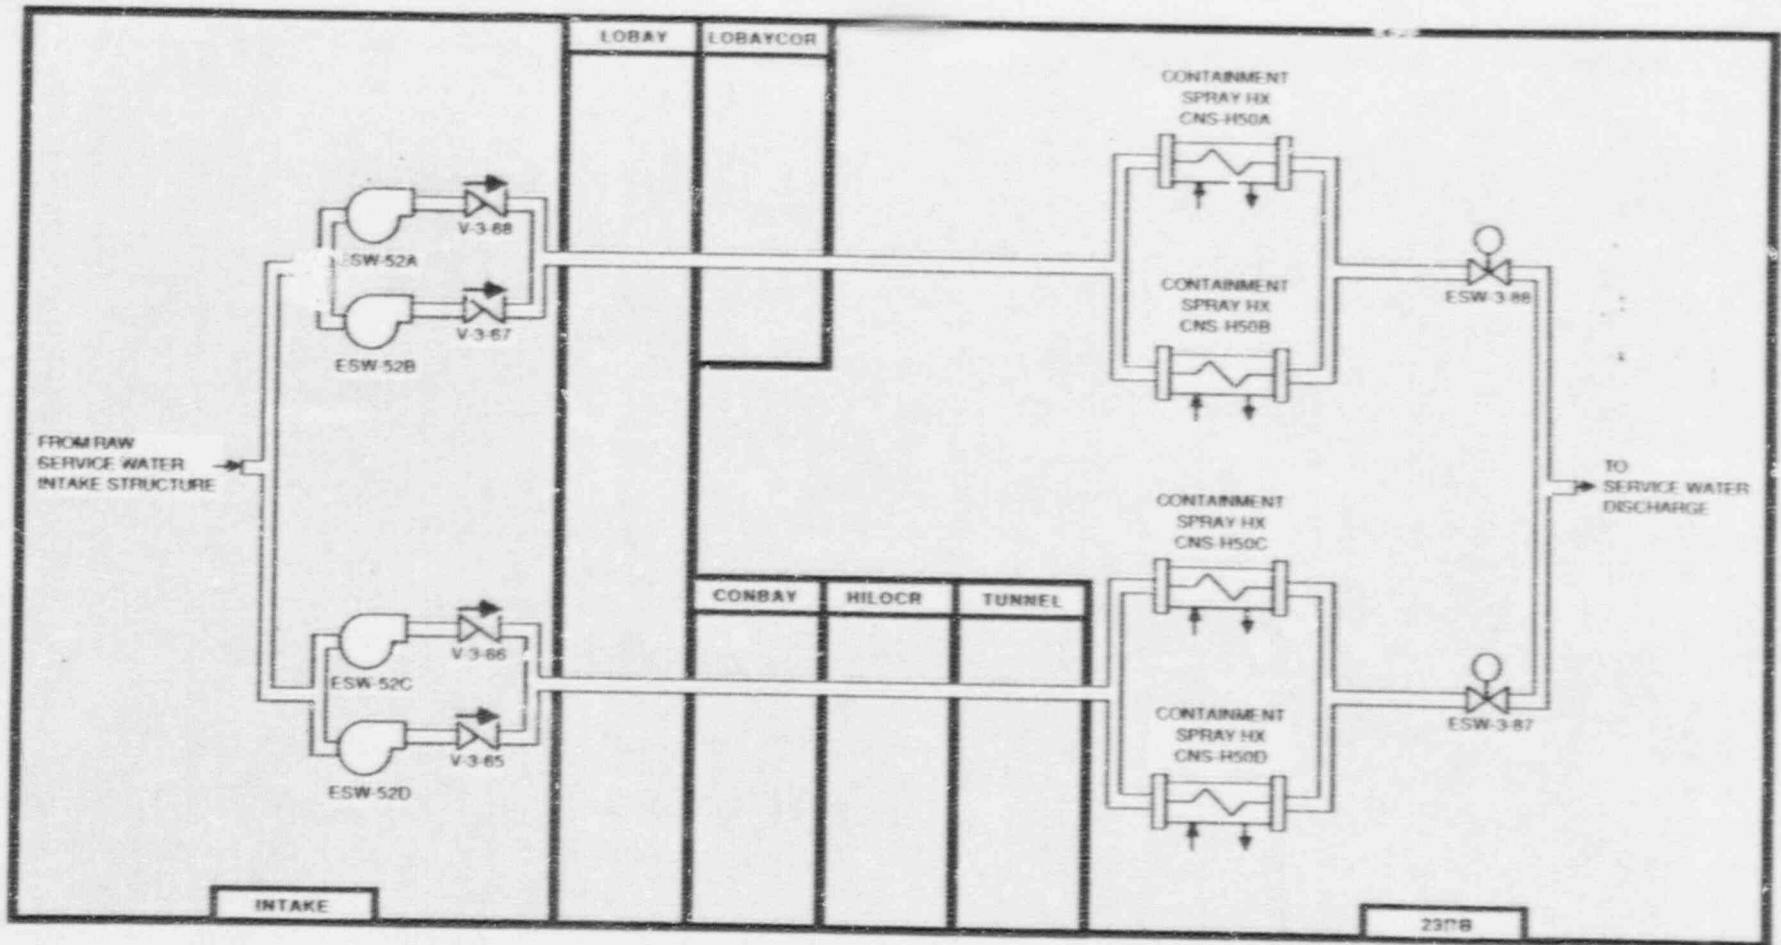 LOBAY
LOBAYCOR
CONTAINMENT
SPRAY HX
CNS-H50A
V-3-68
ESW-52A
CONTAINMENT
SPRAY HX
CNS-H50B
ESW-3-88
V-3-67
ESW-52B
FROM RAW
SERVICE WATER
INTAKE STRUCTURE
TO
SERVICE WATER
DISCHARGE
CONTAINMENT
SPRAY HX
CNS-H50C
CONBAY
HILOCR
TUNNEL
V-3-66
ESW-52C
CONTAINMENT
SPRAY HX
CNS-H50D
ESW-3-87
V-3-65
ESW-52D
INTAKE